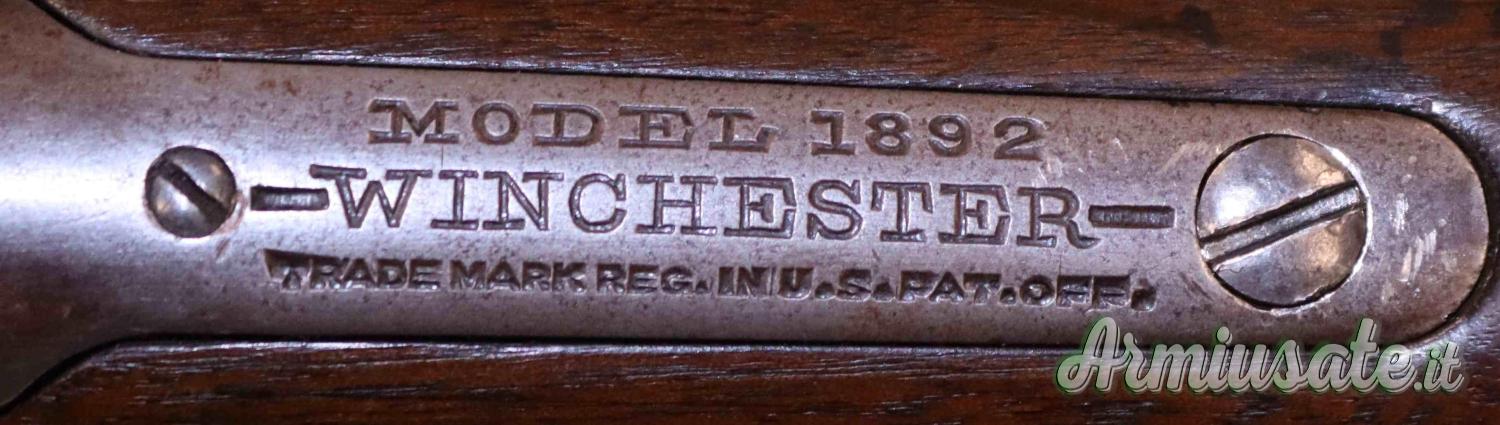 MODEL 1892
-WINCHESTER-
TRADE MARK REG. IN U.S. PAT. OFF.
Armiusate.it